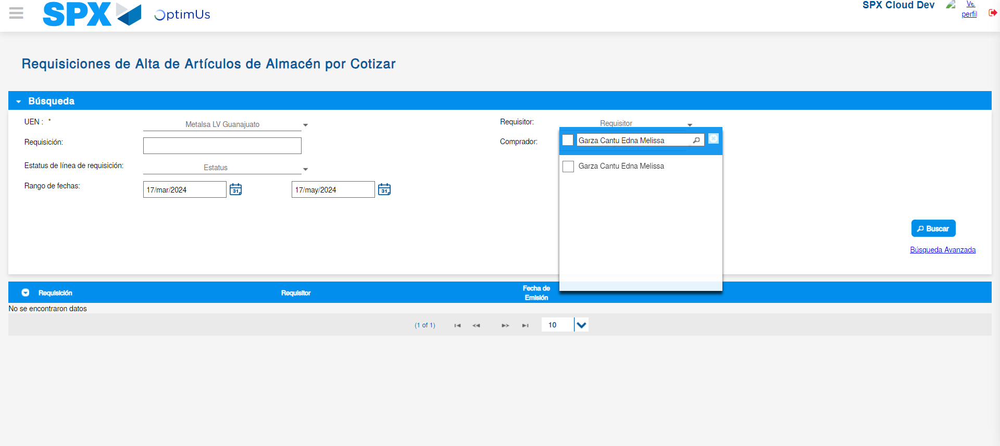 SPX OptimUs
SPX Cloud Dev
perfil
Requisiciones de Alta de Artículos de Almacén por Cotizar
Búsqueda
UEN : *
Metalsa LV Guanajuato
Requisitor:
Requisitor
Requisición:
Comprador:
Garza Cantu Edna Melissa
Garza Cantu Edna Melissa
Estatus de línea de requisición:
Estatus
Rango de fechas:
17/mar/2024
31
17/may/2024
31
Buscar
Búsqueda Avanzada
Requisición
Requisitor
Fecha de
Emisión
No se encontraron datos
(1 of 1)
10